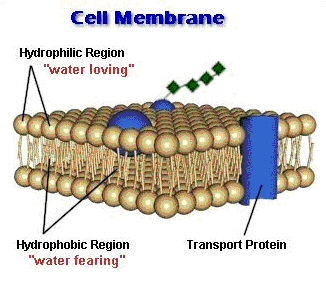 Cell Membrane
Hydrophilic Region
"water loving"
Hydrophobic Region
"water fearing"
Transport Protein